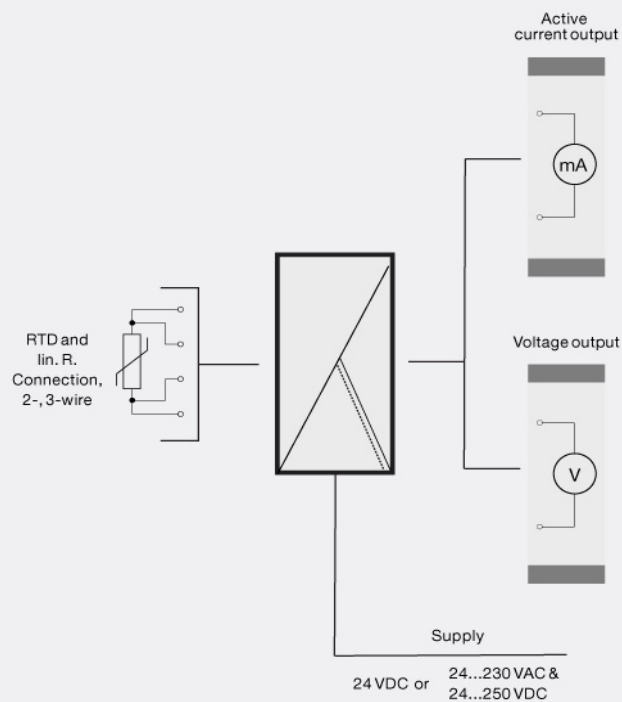 Active
current output
mA
RTD and
lin. R.
Connection,
2-, 3-wire
Voltage output
V
Supply
24 VDC or
24...230 VAC &
24...250 VDC